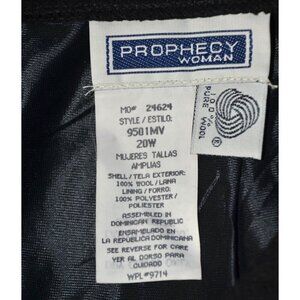 PROPHECY
WOMAN
100%
PURE WOOL
®
MO# 24624
STYLE / ESTILO:
9501MV
20W
MUJERES TALLAS
AMPLIAS
SHELL/TELA EXTERIOR:
100% WOOL/LANA
LINING/FORRO:
100% POLYESTER/
POLIESTER
ASSEMBLED IN
DOMINICAN REPUBLIC
ENSAMBLADO EN
LA REPUBLICA DOMINICANA
SEE REVERSE FOR CARE
VER AL DORSO PARA
CUIDADO
WPL#9714